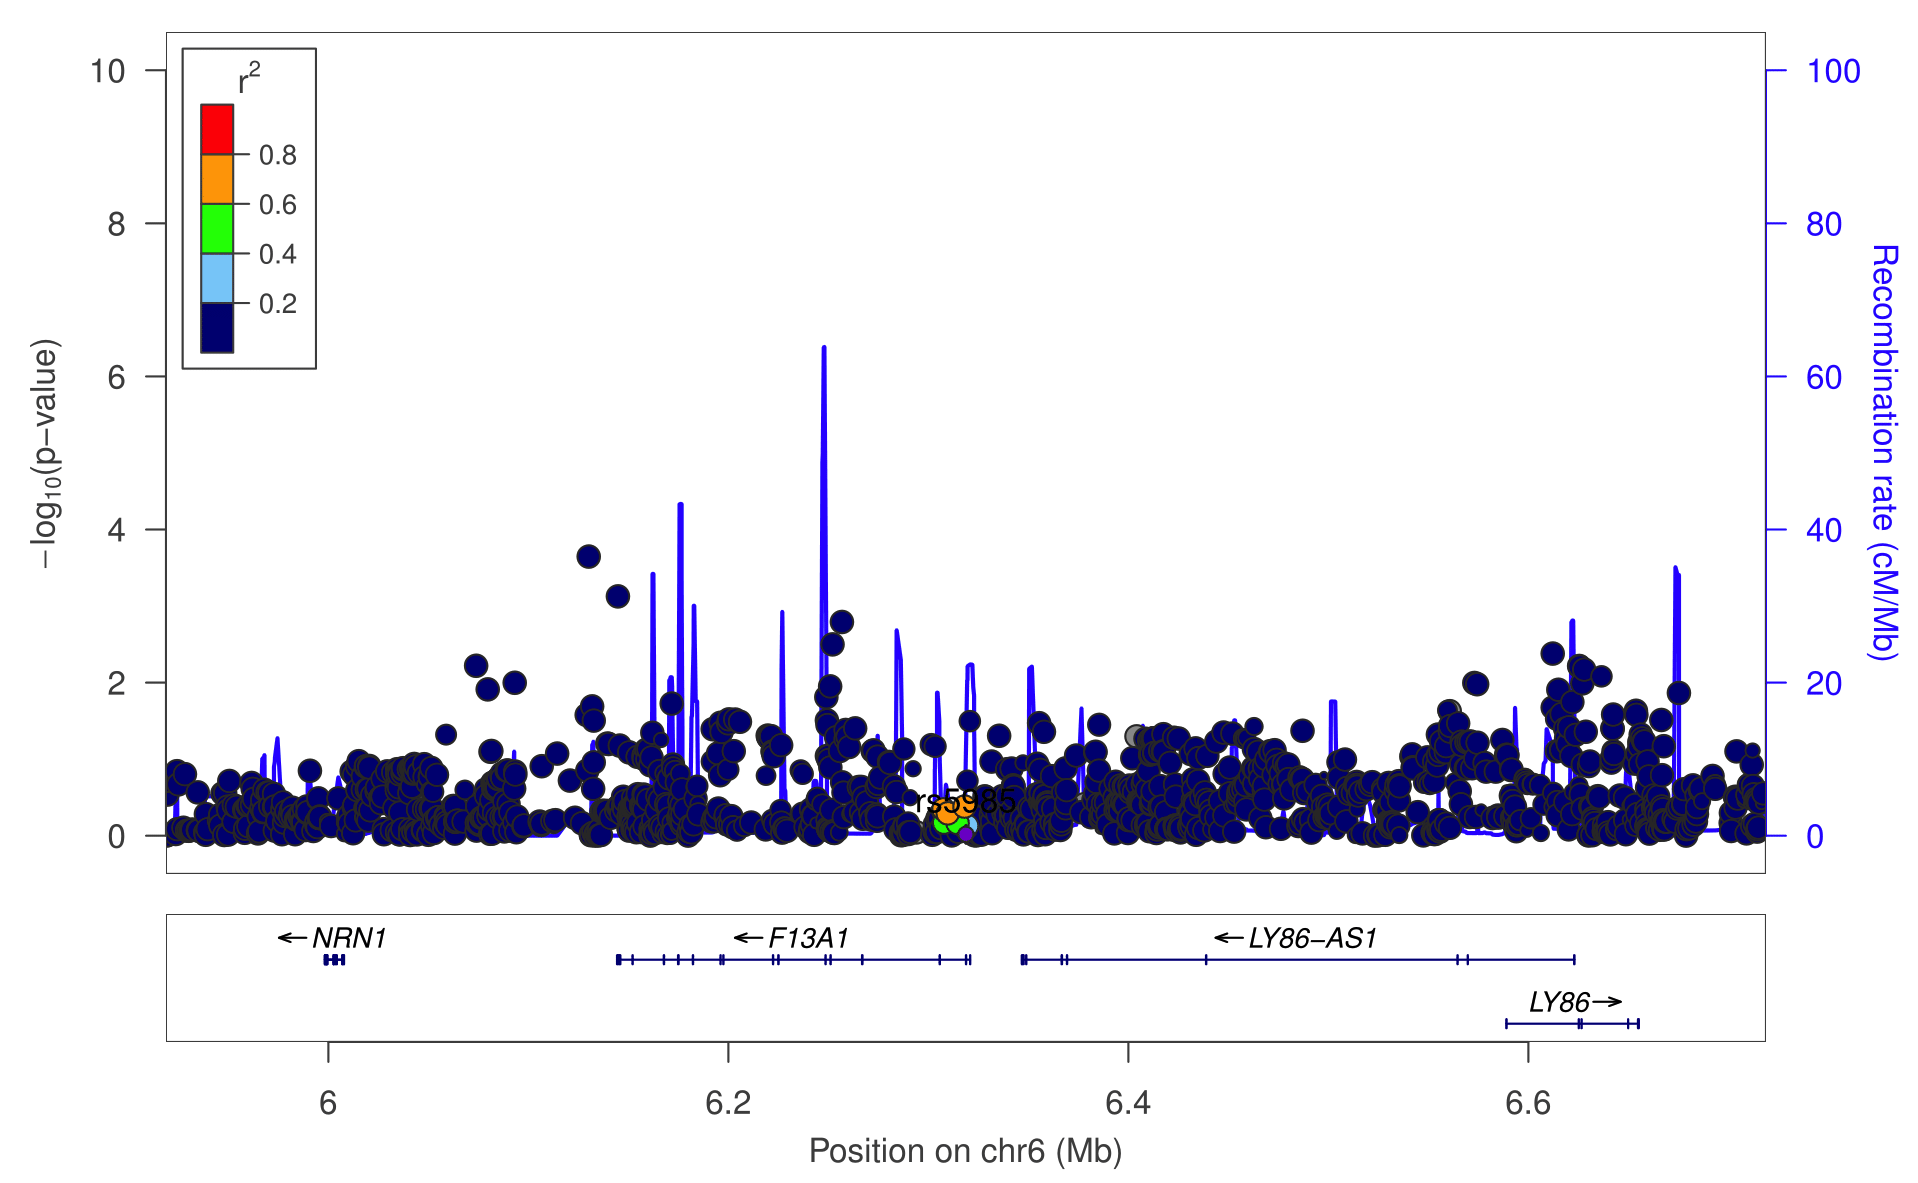 r2
0.8
0.6
0.4
0.2
10
8
6
4
2
0
−log10(p−value)
100
80
60
40
20
0
Recombination rate (cM/Mb)
rs5985
←NRN1
←F13A1
←LY86−AS1
LY86→
6
6.2
6.4
6.6
Position on chr6 (Mb)